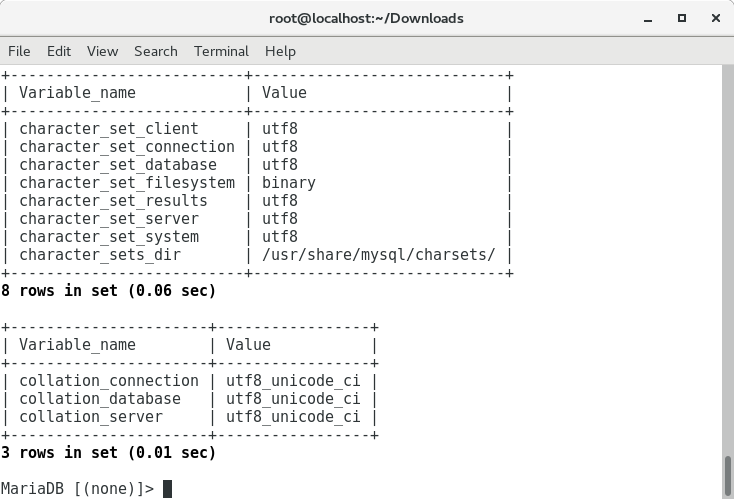 root@localhost:~/Downloads
File Edit View Search Terminal Help
+--------------------------+----------------------------+
| Variable_name            | Value                      |
+--------------------------+----------------------------+
| character_set_client     | utf8                       |
| character_set_connection | utf8                       |
| character_set_database   | utf8                       |
| character_set_filesystem | binary                     |
| character_set_results    | utf8                       |
| character_set_server     | utf8                       |
| character_set_system     | utf8                       |
| character_sets_dir       | /usr/share/mysql/charsets/ |
+--------------------------+----------------------------+
8 rows in set (0.06 sec)
+----------------------+-----------------+
| Variable_name        | Value           |
+----------------------+-----------------+
| collation_connection | utf8_unicode_ci |
| collation_database   | utf8_unicode_ci |
| collation_server     | utf8_unicode_ci |
+----------------------+-----------------+
3 rows in set (0.01 sec)
MariaDB [(none)]>